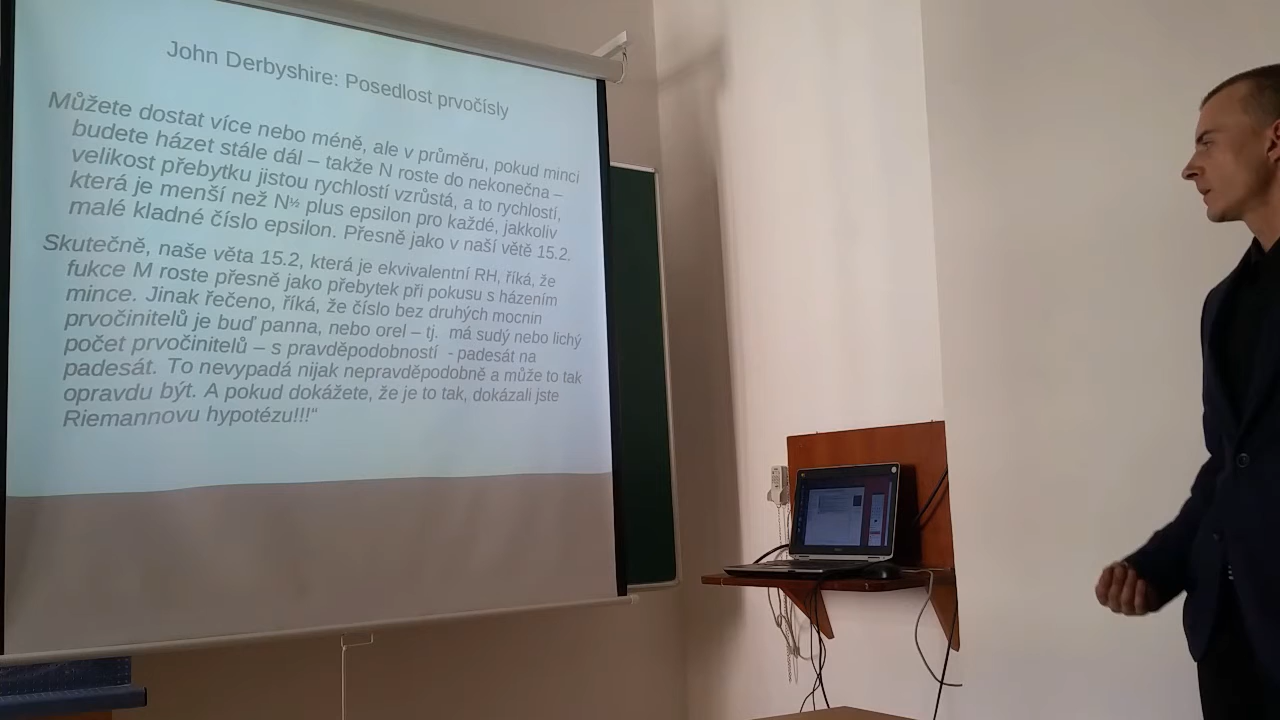 John Derbyshire: Posedlost prvočísly
Můžete dostat více nebo méně, ale v průměru, pokud minci
budete házet stále dál – takže N roste do nekonečna –
velikost přebytku jistou rychlostí vzrůstá, a to rychlostí,
která je menší než N½ plus epsilon pro každé, jakkoliv
malé kladné číslo epsilon. Přesně jako v naší větě 15.2.
Skutečně, naše věta 15.2, která je ekvivalentní RH, říká, že
fukce M roste přesně jako přebytek při pokusu s házením
mince. Jinak řečeno, říká, že číslo bez druhých mocnin
prvočinitelů je buď panna, nebo orel – tj. má sudý nebo lichý
počet prvočinitelů – s pravděpodobností - padesát na
padesát. To nevypadá nijak nepravděpodobně a může to tak
opravdu být. A pokud dokážete, že je to tak, dokázali jste
Riemannovu hypotézu!!!“